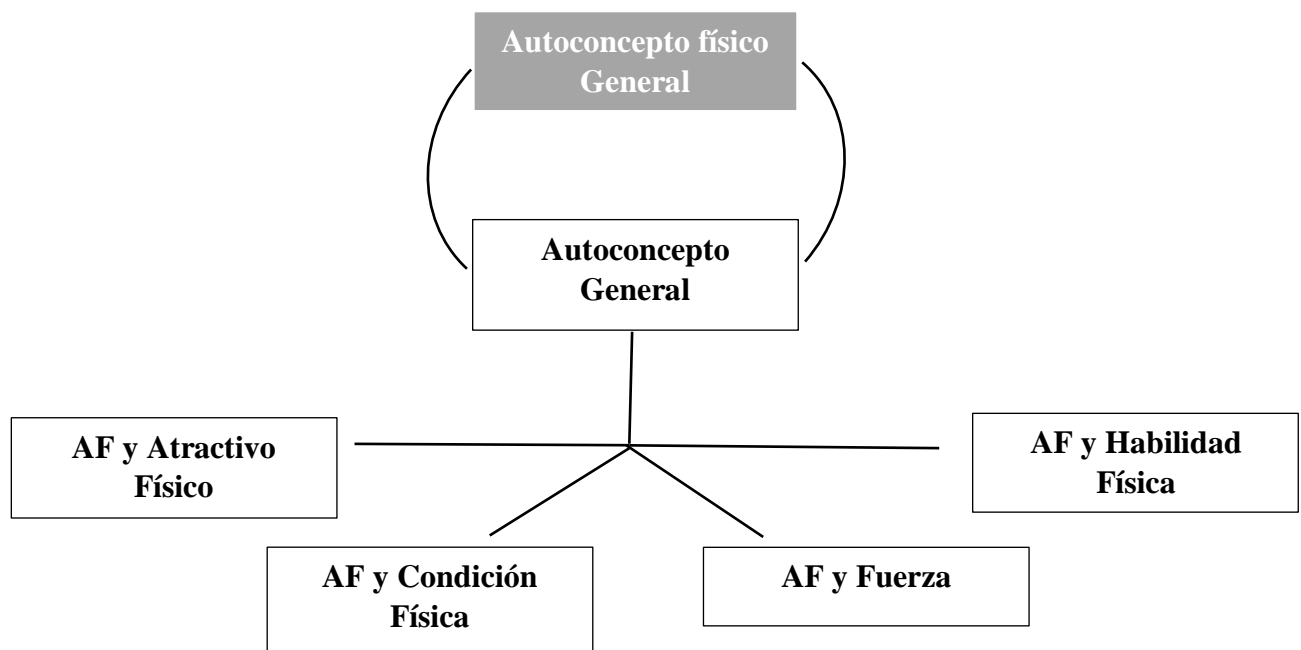 Autoconcepto físico
General
Autoconcepto
General
AF y Atractivo
Físico
AF y Habilidad
Física
AF y Condición
Física
AF y Fuerza